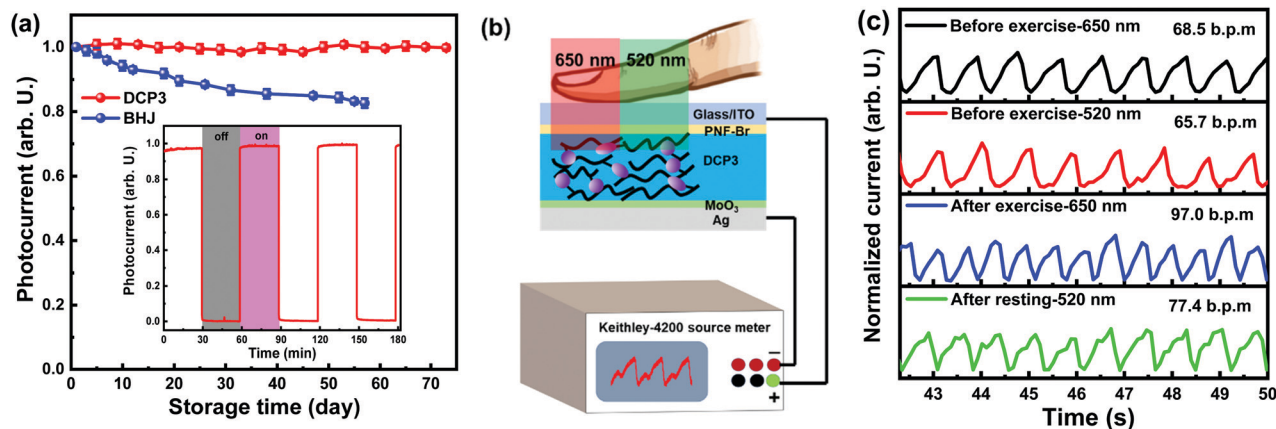 (a)
Photocurrent (arb. U.)
1.0
0.8
0.6
0.4
0.2
0.0
DCP3
BHJ
Photocurrent (arb. U.)
1.0
0.8
0.6
0.4
0.2
0.0
off on
0 30 60 90 120 150 180
Time (min)
0 10 20 30 40 50 60 70
Storage time (day)
(b)
650 nm 520 nm
Glass/ITO
PNF-Br
DCP3
MoO3
Ag
Keithley-4200 source meter
−
+
(c)
Normalized current (arb. U.)
Before exercise-650 nm 68.5 b.p.m
Before exercise-520 nm 65.7 b.p.m
After exercise-650 nm 97.0 b.p.m
After resting-520 nm 77.4 b.p.m
43 44 45 46 47 48 49 50
Time (s)